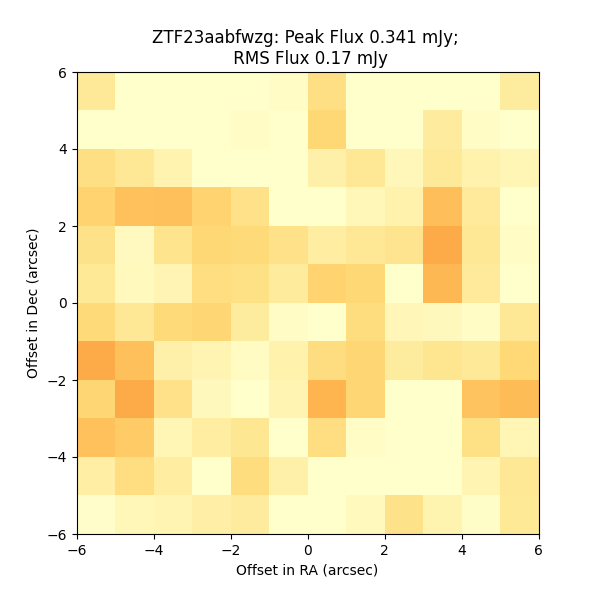 ZTF23aabfwzg: Peak Flux 0.341 mJy;
RMS Flux 0.17 mJy
6
4
2
0
−2
−4
−6
Offset in Dec (arcsec)
−6 −4 −2 0 2 4 6
Offset in RA (arcsec)